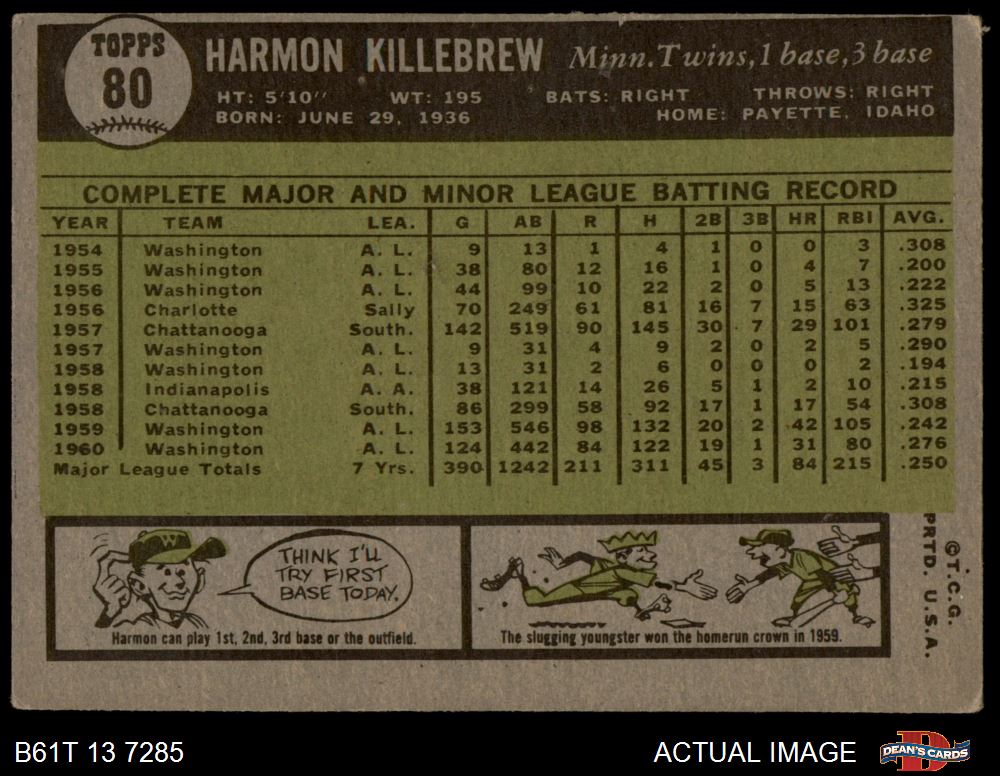 TOPPS
80
HARMON KILLEBREW Minn. Twins, 1 base, 3 base
HT: 5'10" WT: 195 BATS: RIGHT THROWS: RIGHT
BORN: JUNE 29, 1936 HOME: PAYETTE, IDAHO
COMPLETE MAJOR AND MINOR LEAGUE BATTING RECORD
YEAR TEAM LEA. G AB R H 2B 3B HR RBI AVG.
1954 Washington A. L. 9 13 1 4 1 0 0 3 .308
1955 Washington A. L. 38 80 12 16 1 0 4 7 .200
1956 Washington A. L. 44 99 10 22 2 0 5 13 .222
1956 Charlotte Sally 70 249 61 81 16 7 15 63 .325
1957 Chattanooga South. 142 519 90 145 30 7 29 101 .279
1957 Washington A. L. 9 31 4 9 2 0 2 5 .290
1958 Washington A. L. 13 31 2 6 0 0 0 2 .194
1958 Indianapolis A. A. 38 121 14 26 5 1 2 10 .215
1958 Chattanooga South. 86 299 58 92 17 1 17 54 .308
1959 Washington A. L. 153 546 98 132 20 2 42 105 .242
1960 Washington A. L. 124 442 84 122 19 1 31 80 .276
Major League Totals 7 Yrs. 390 1242 211 311 45 3 84 215 .250
W
THINK I'LL
TRY FIRST
BASE TODAY.
Harmon can play 1st, 2nd, 3rd base or the outfield.
The slugging youngster won the homerun crown in 1959.
© T.C.G.
PRTD. U.S.A.
B61T 13 7285
ACTUAL IMAGE
D
DEAN'S CARDS